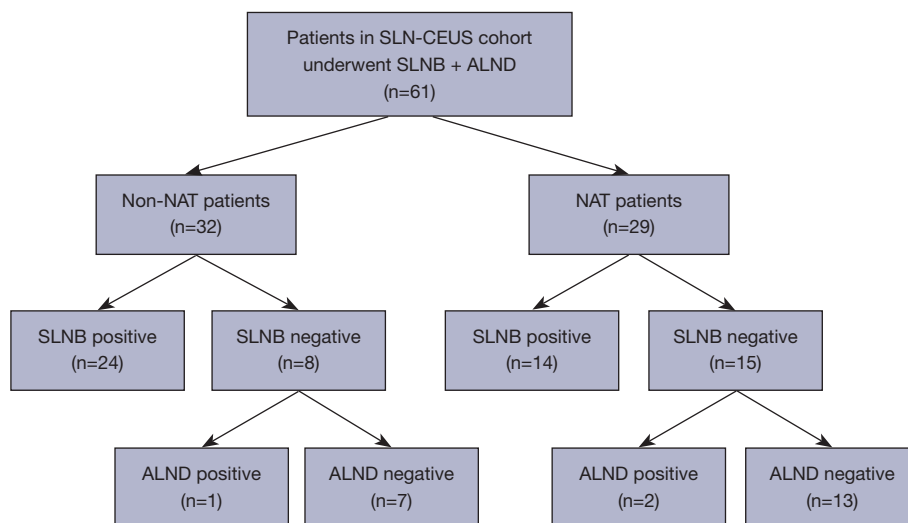 Patients in SLN-CEUS cohort
underwent SLNB + ALND
(n=61)
Non-NAT patients
(n=32)
NAT patients
(n=29)
SLNB positive
(n=24)
SLNB negative
(n=8)
SLNB positive
(n=14)
SLNB negative
(n=15)
ALND positive
(n=1)
ALND negative
(n=7)
ALND positive
(n=2)
ALND negative
(n=13)